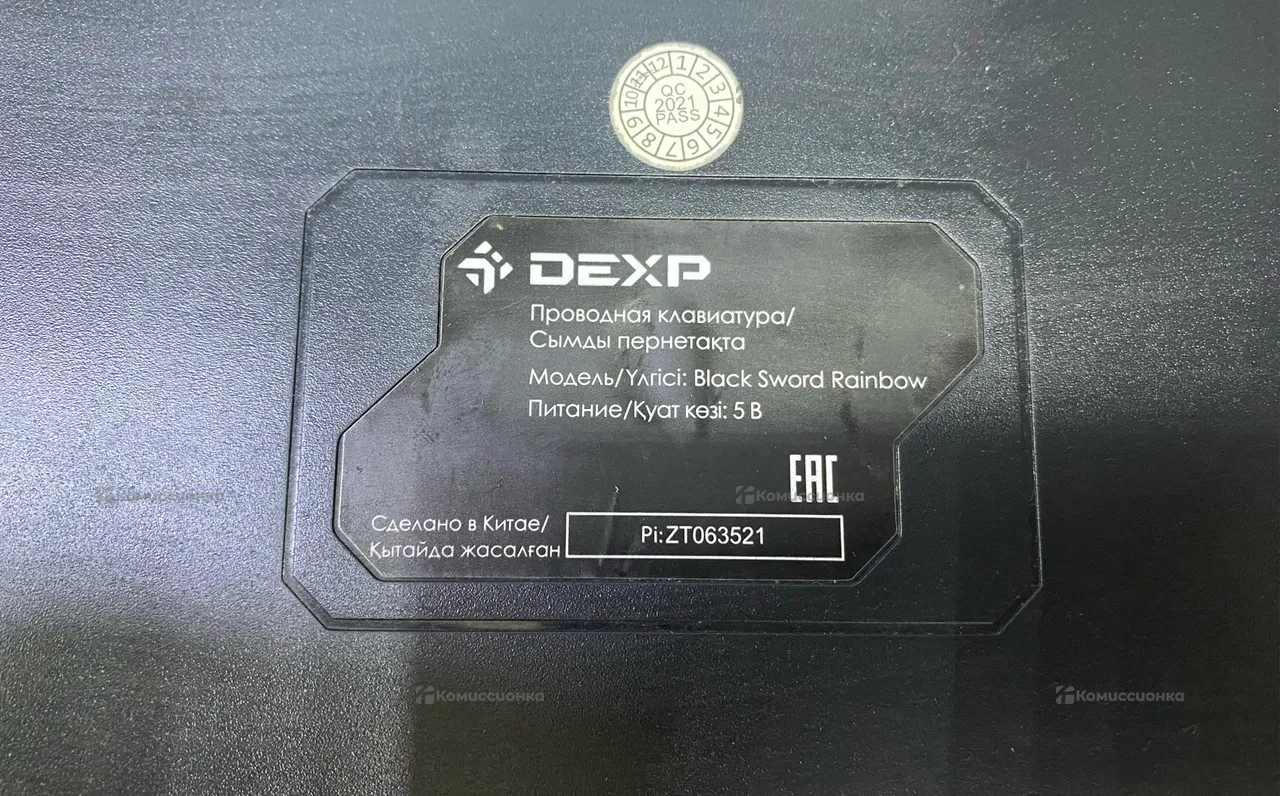 12 1 2 3 4 5 6 7 8 9 10 11
QC
2021
PASS
DEXP
Проводная клавиатура/
Сымды пернетақта
Модель/Үлгісі: Black Sword Rainbow
Питание/Қуат көзі: 5 В
EAC
Комиссионка
Комиссионка
Сделано в Китае/
Қытайда жасалған
Pi:ZT063521
Комиссионка
Комиссионка